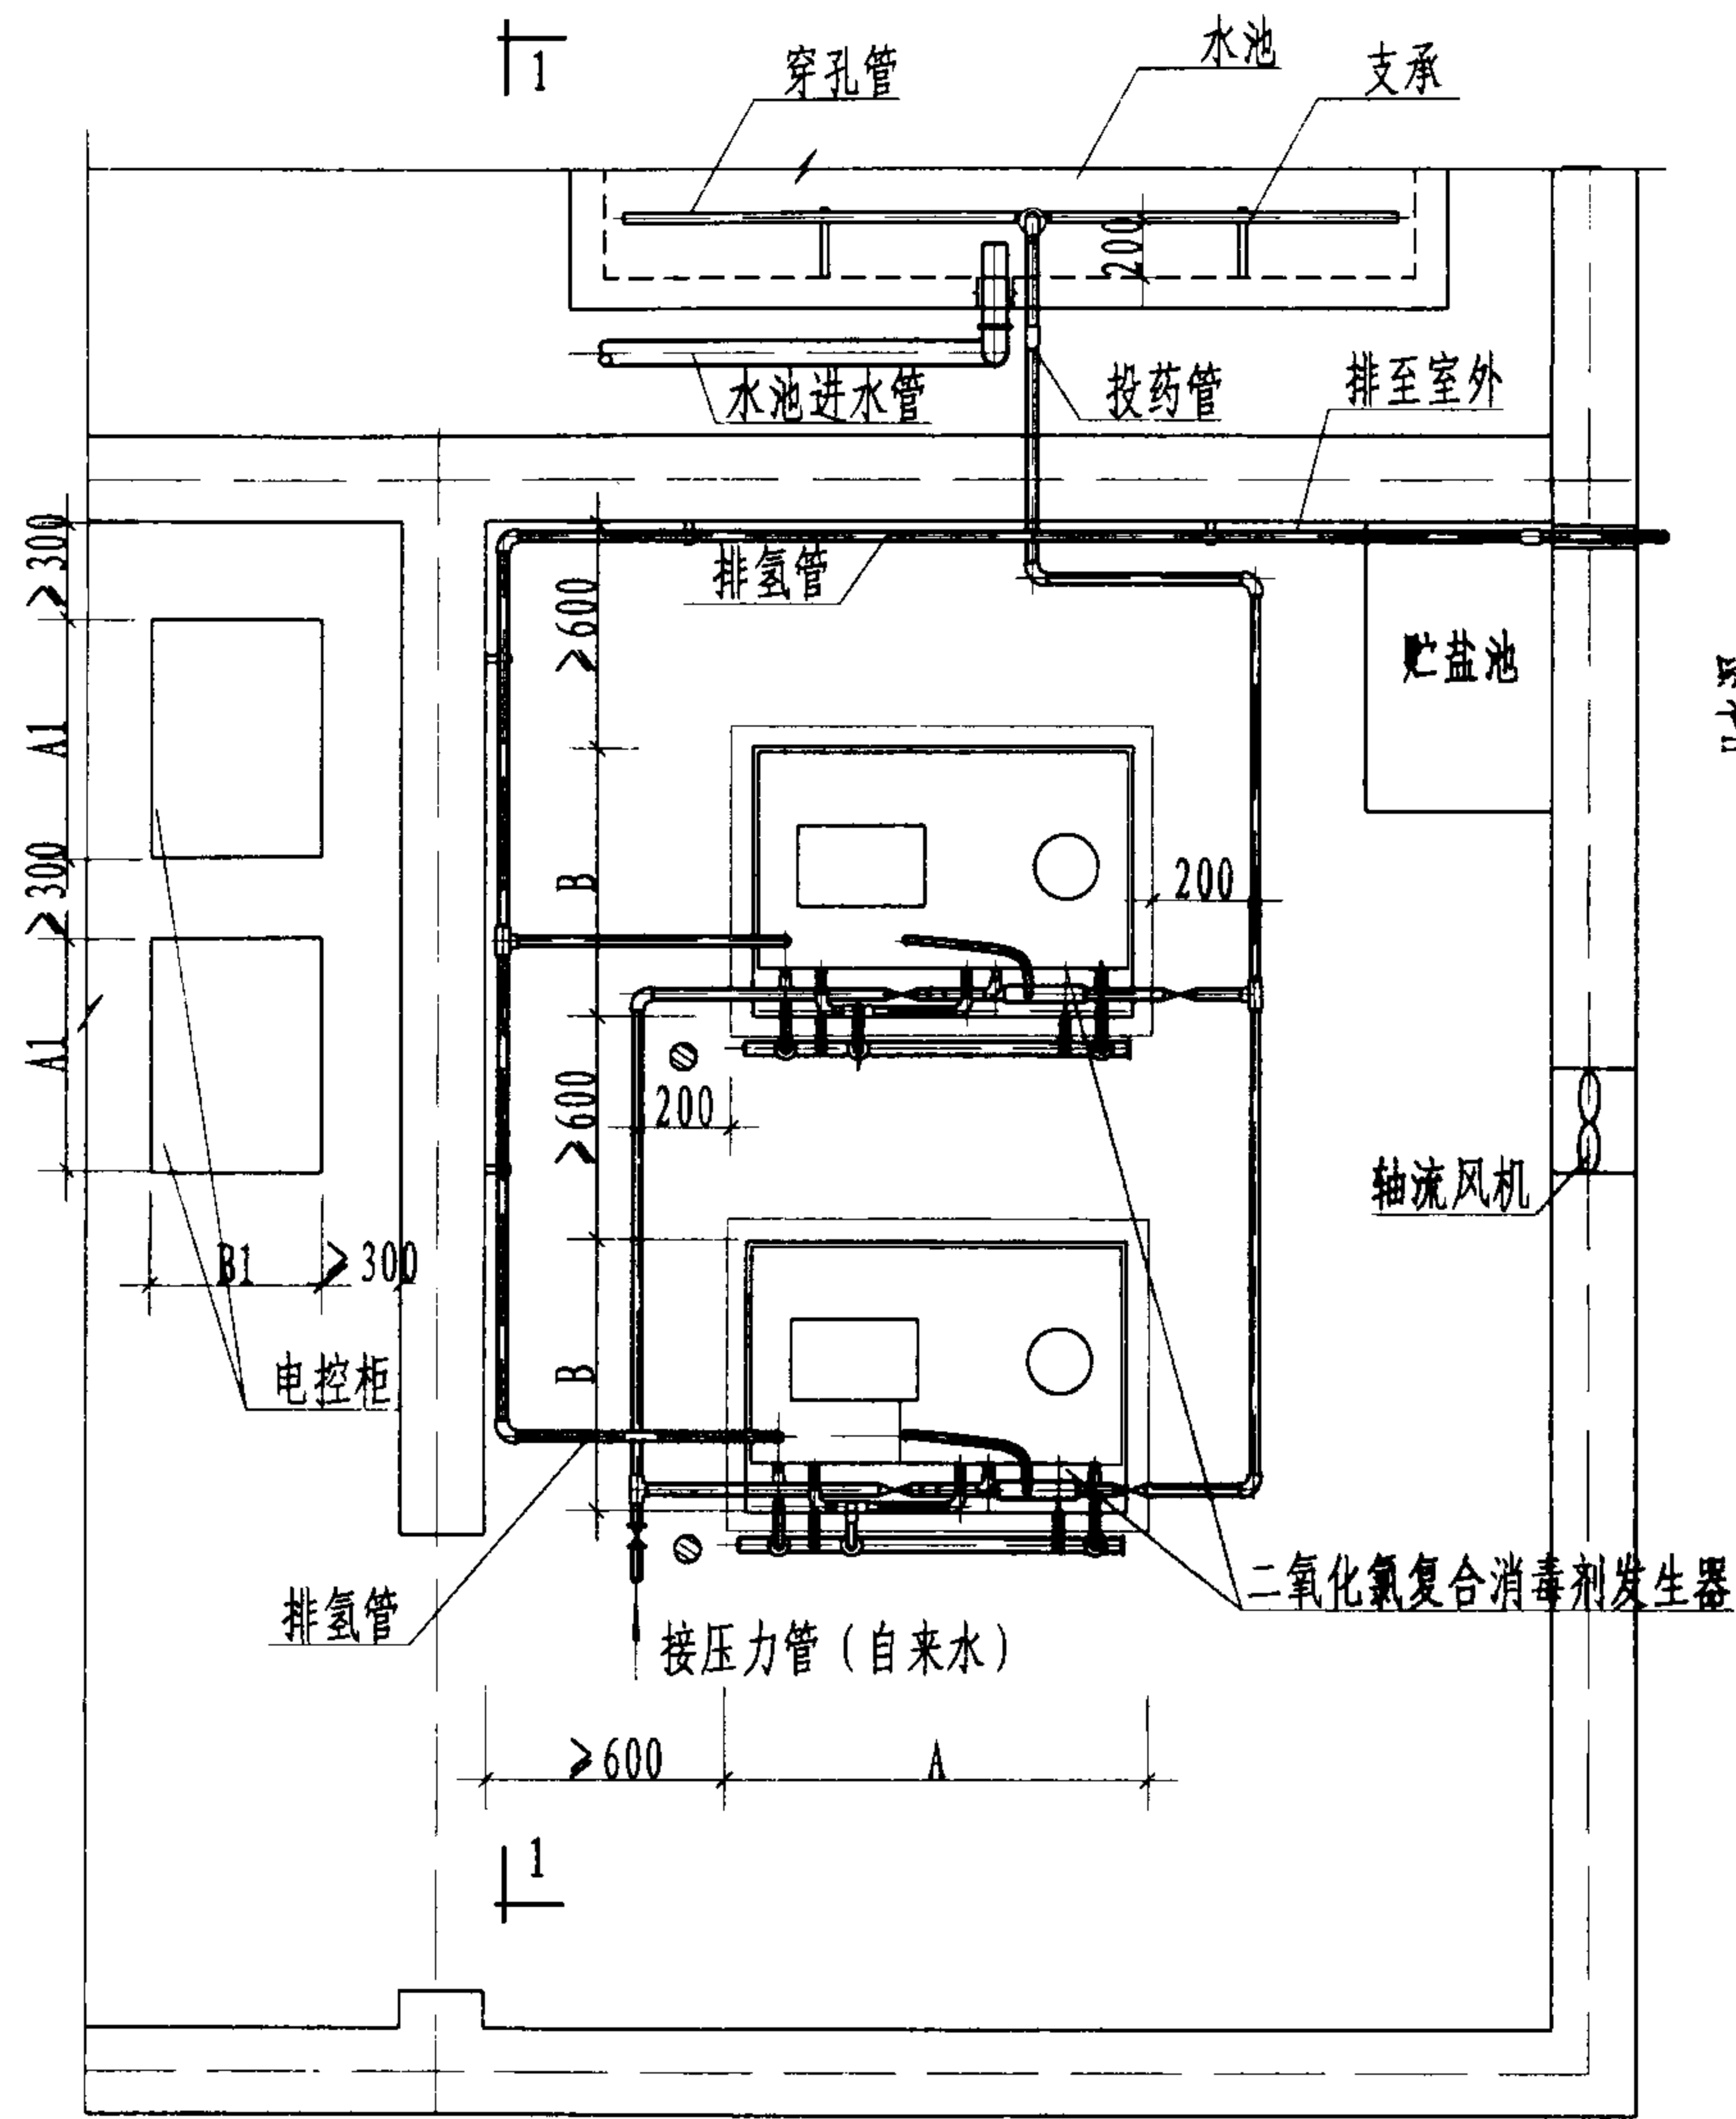 1
穿孔管
水池
支承
200
水池进水管
投药管
排至室外
≥300
排氢管
≥600
贮盐池
A1
≥300
B
200
A1
≥600
200
轴流风机
B1
≥300
B
电控柜
二氧化氯复合消毒剂发生器
排氢管
接压力管（自来水）
≥600
A
1